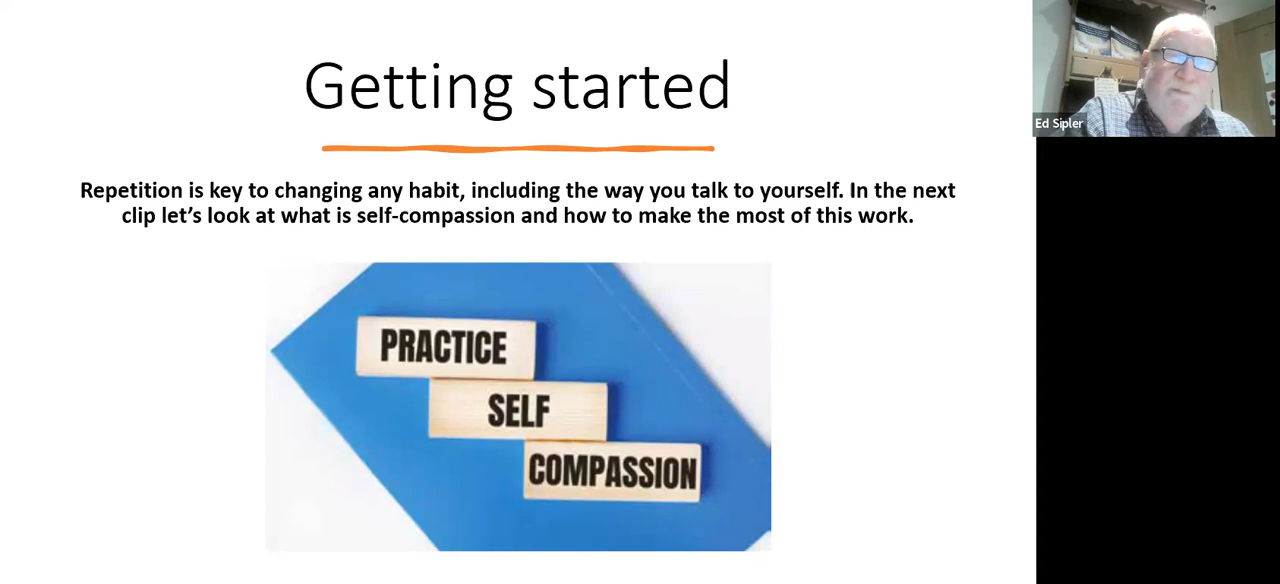 Getting started
Repetition is key to changing any habit, including the way you talk to yourself. In the next
clip let’s look at what is self-compassion and how to make the most of this work.
PRACTICE
SELF
COMPASSION
Ed Sipler